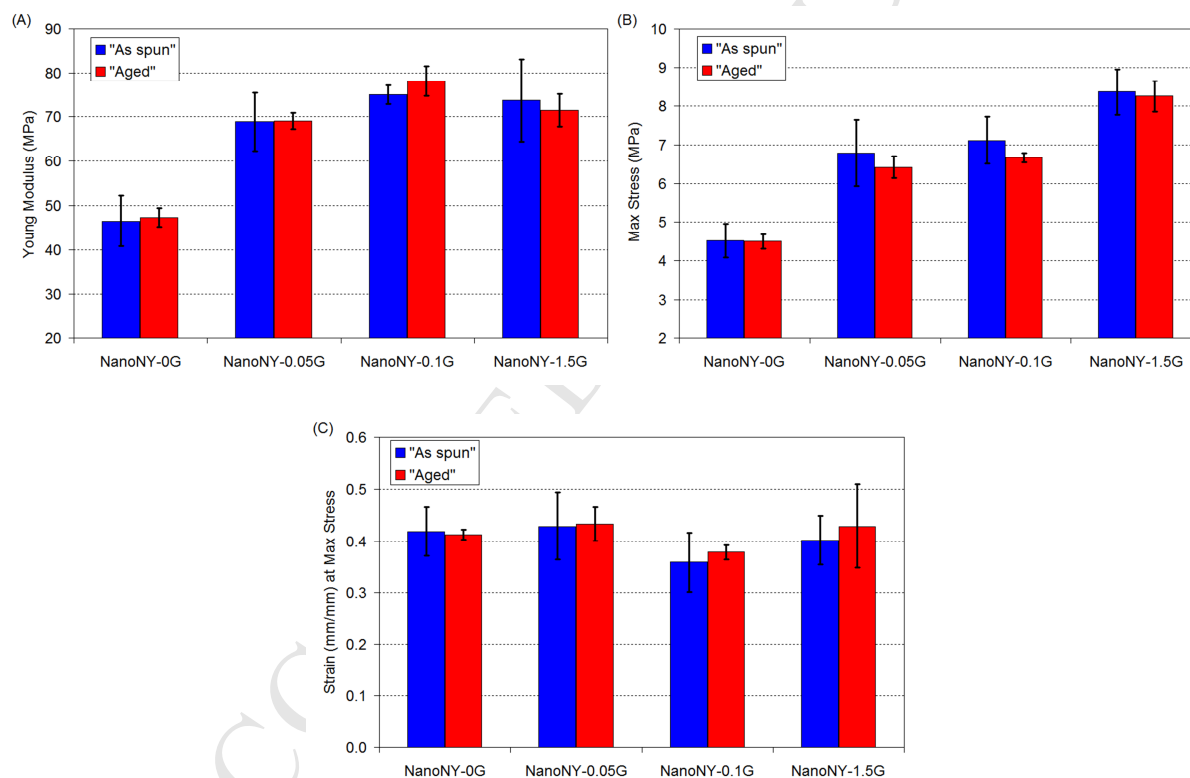 (A)
"As spun"
"Aged"
Young Modulus (MPa)
90
80
70
60
50
40
30
20
NanoNY-0G NanoNY-0.05G NanoNY-0.1G NanoNY-1.5G
(B)
"As spun"
"Aged"
Max Stress (MPa)
10
9
8
7
6
5
4
3
2
NanoNY-0G NanoNY-0.05G NanoNY-0.1G NanoNY-1.5G
(C)
"As spun"
"Aged"
Strain (mm/mm) at Max Stress
0.6
0.5
0.4
0.3
0.2
0.1
0.0
NanoNY-0G NanoNY-0.05G NanoNY-0.1G NanoNY-1.5G